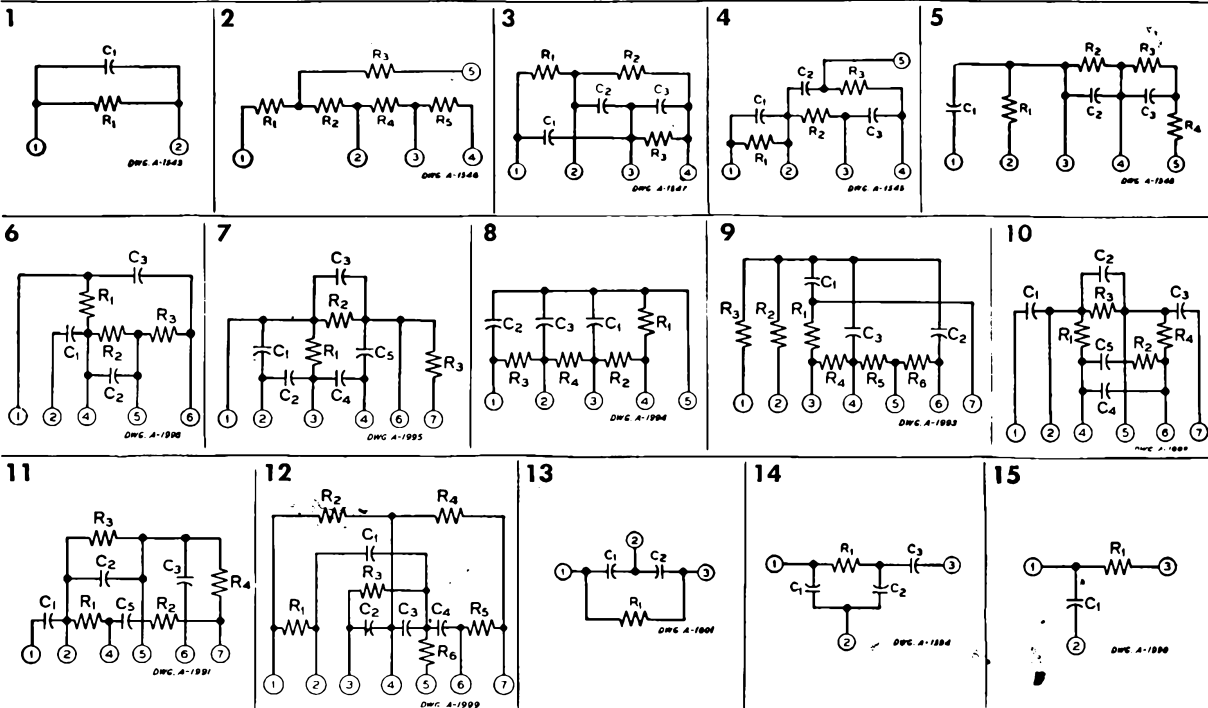 1
C1
R1
1
2
DWG. A-1543
2
R3
5
R1
R2
R4
R5
1
2
3
4
DWG. A-1546
3
R1
R2
C2
C3
C1
R3
1
2
3
4
DWG A-1547
4
5
C2
R3
C1
R2
C3
R1
1
2
3
4
DWG A-1545
5
R2
R3
C1
R1
C2
C3
R4
1
2
3
4
5
DWG A-1548
6
C3
R1
C1
R2
R3
C2
1
2
4
5
6
DWG. A-1996
7
C3
R2
C1
R1
C5
R3
C2
C4
1
2
3
4
6
7
DWG. A-1995
8
C2
C3
C1
R1
R3
R4
R2
1
2
3
4
5
DWG. A-1994
9
C1
R3
R2
R1
C3
C2
R4
R5
R6
1
2
3
4
5
6
7
DWG. A-1993
10
C2
C1
R3
C3
R1
R4
C5
R2
C4
1
2
4
5
6
7
11
R3
C2
C3
R4
C1
R1
C5
R2
1
2
4
5
6
7
DWG. A-1991
12
R2
R4
C1
R3
R1
C2
C3
C4
R5
R6
1
2
3
4
5
6
7
DWG. A-1999
13
2
1
C1
C2
3
R1
14
1
R1
C3
3
C1
C2
2
15
1
R1
3
C1
2